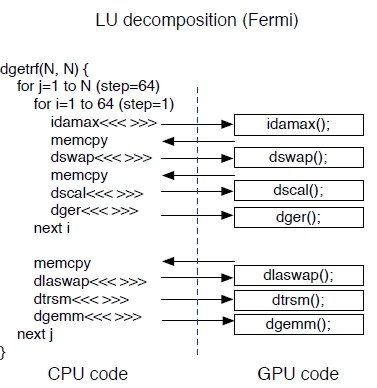 LU decomposition (Fermi)
dgetrf(N, N) {
for j=1 to N (step=64)
for i=1 to 64 (step=1)
idamax<<< >>>
idamax();
memcpy
dswap<<< >>>
dswap();
memcpy
dscal<<< >>>
dscal();
dger<<< >>>
dger();
next i
memcpy
dlaswap<<< >>>
dlaswap();
dtrsm<<< >>>
dtrsm();
dgemm<<< >>>
dgemm();
next j
}
CPU code
GPU code